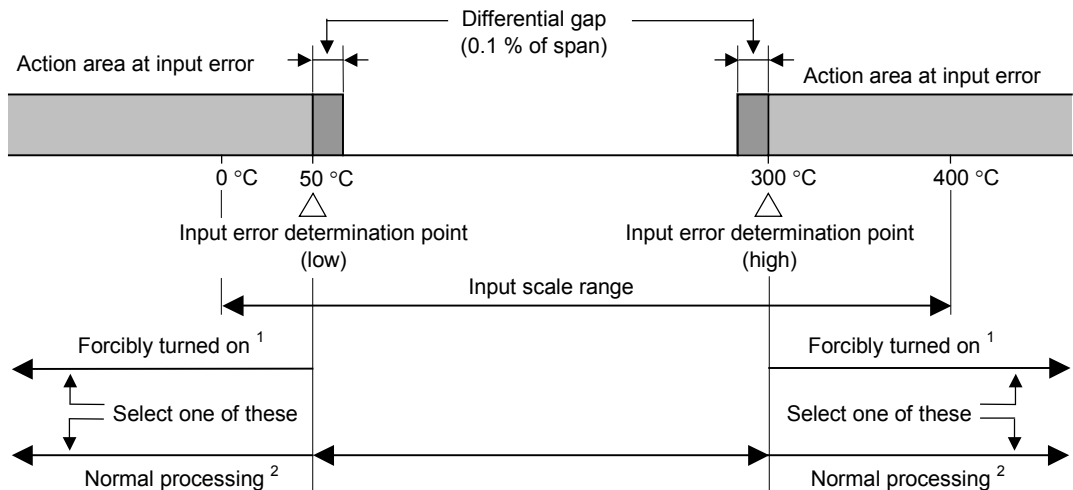 Differential gap
(0.1 % of span)
Action area at input error
Action area at input error
0 °C
50 °C
300 °C
400 °C
Input error determination point
(low)
Input error determination point
(high)
Input scale range
Forcibly turned on 1
Forcibly turned on 1
Select one of these
Select one of these
Normal processing 2
Normal processing 2